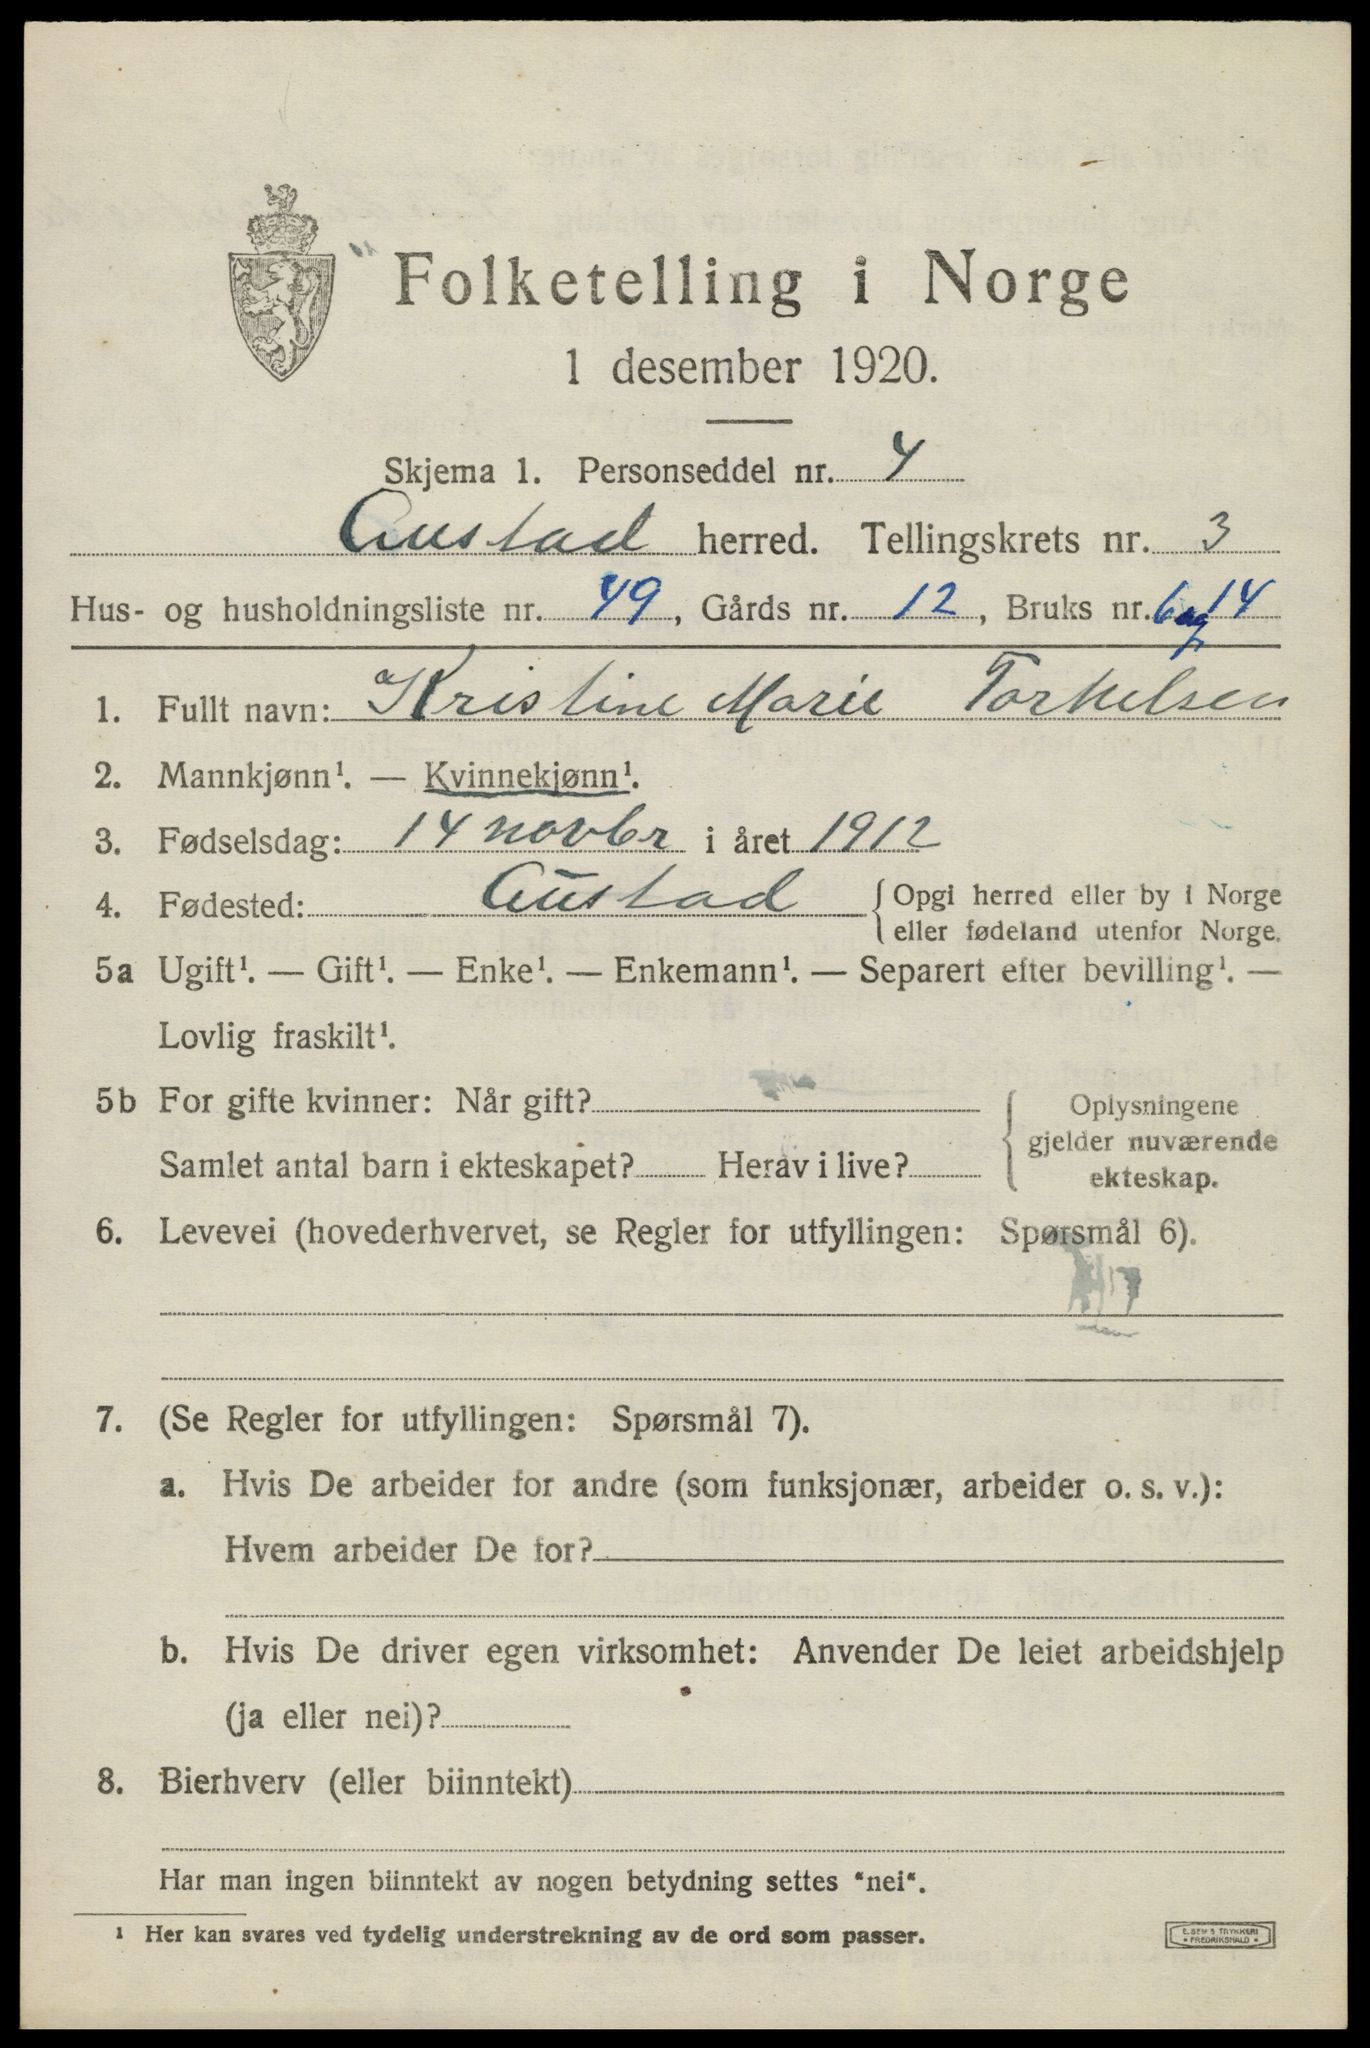 Folketelling i Norge
1 desember 1920.
Skjema 1. Personseddel nr. 4
Austad herred. Tellingskrets nr. 3
Hus- og husholdningsliste nr. 49, Gårds nr. 12, Bruks nr. 6 og 14
1. Fullt navn: Kristine Marie Torkelsen
2. Mannkjønn¹. — Kvinnekjønn¹.
3. Fødselsdag: 14 novbr i året 1912
4. Fødested: Austad { Opgi herred eller by i Norge
eller fødeland utenfor Norge.
5a Ugift¹. — Gift¹. — Enke¹. — Enkemann¹. — Separert efter bevilling¹. —
Lovlig fraskilt¹.
5b For gifte kvinner: Når gift?
Samlet antal barn i ekteskapet? Herav i live?
Oplysningene
gjelder nuværende
ekteskap.
6. Levevei (hovederhvervet, se Regler for utfyllingen: Spørsmål 6).
7. (Se Regler for utfyllingen: Spørsmål 7).
a. Hvis De arbeider for andre (som funksjonær, arbeider o. s. v.):
Hvem arbeider De for?
b. Hvis De driver egen virksomhet: Anvender De leiet arbeidshjelp
(ja eller nei)?
8. Bierhverv (eller biinntekt)
Har man ingen biinntekt av nogen betydning settes "nei".
¹ Her kan svares ved tydelig understrekning av de ord som passer.
TRYKKERI
FREDRIKSHALD